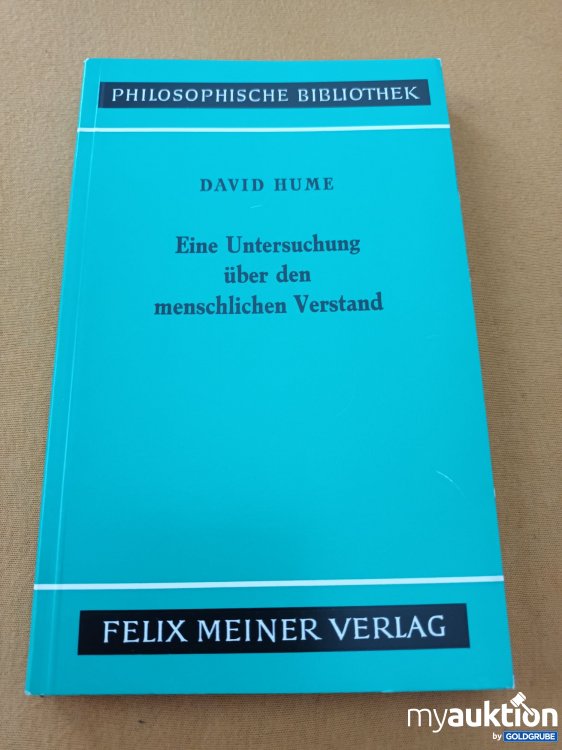 PHILOSOPHISCHE BIBLIOTHEK
DAVID HUME
Eine Untersuchung
über den
menschlichen Verstand
FELIX MEINER VERLAG
myauktion
by GOLDGRUBE